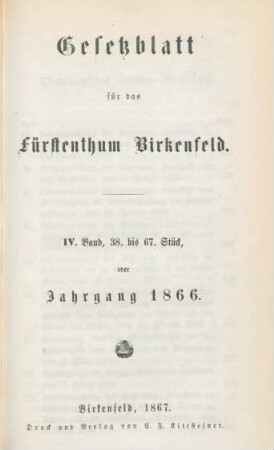 Gesetzblatt
für das
Fürstenthum Birkenfeld.
IV. Band, 38. bis 67. Stück,
oder
Jahrgang 1866.
Birkenfeld, 1867.
Druck und Verlag von C. F. Kittsteiner.